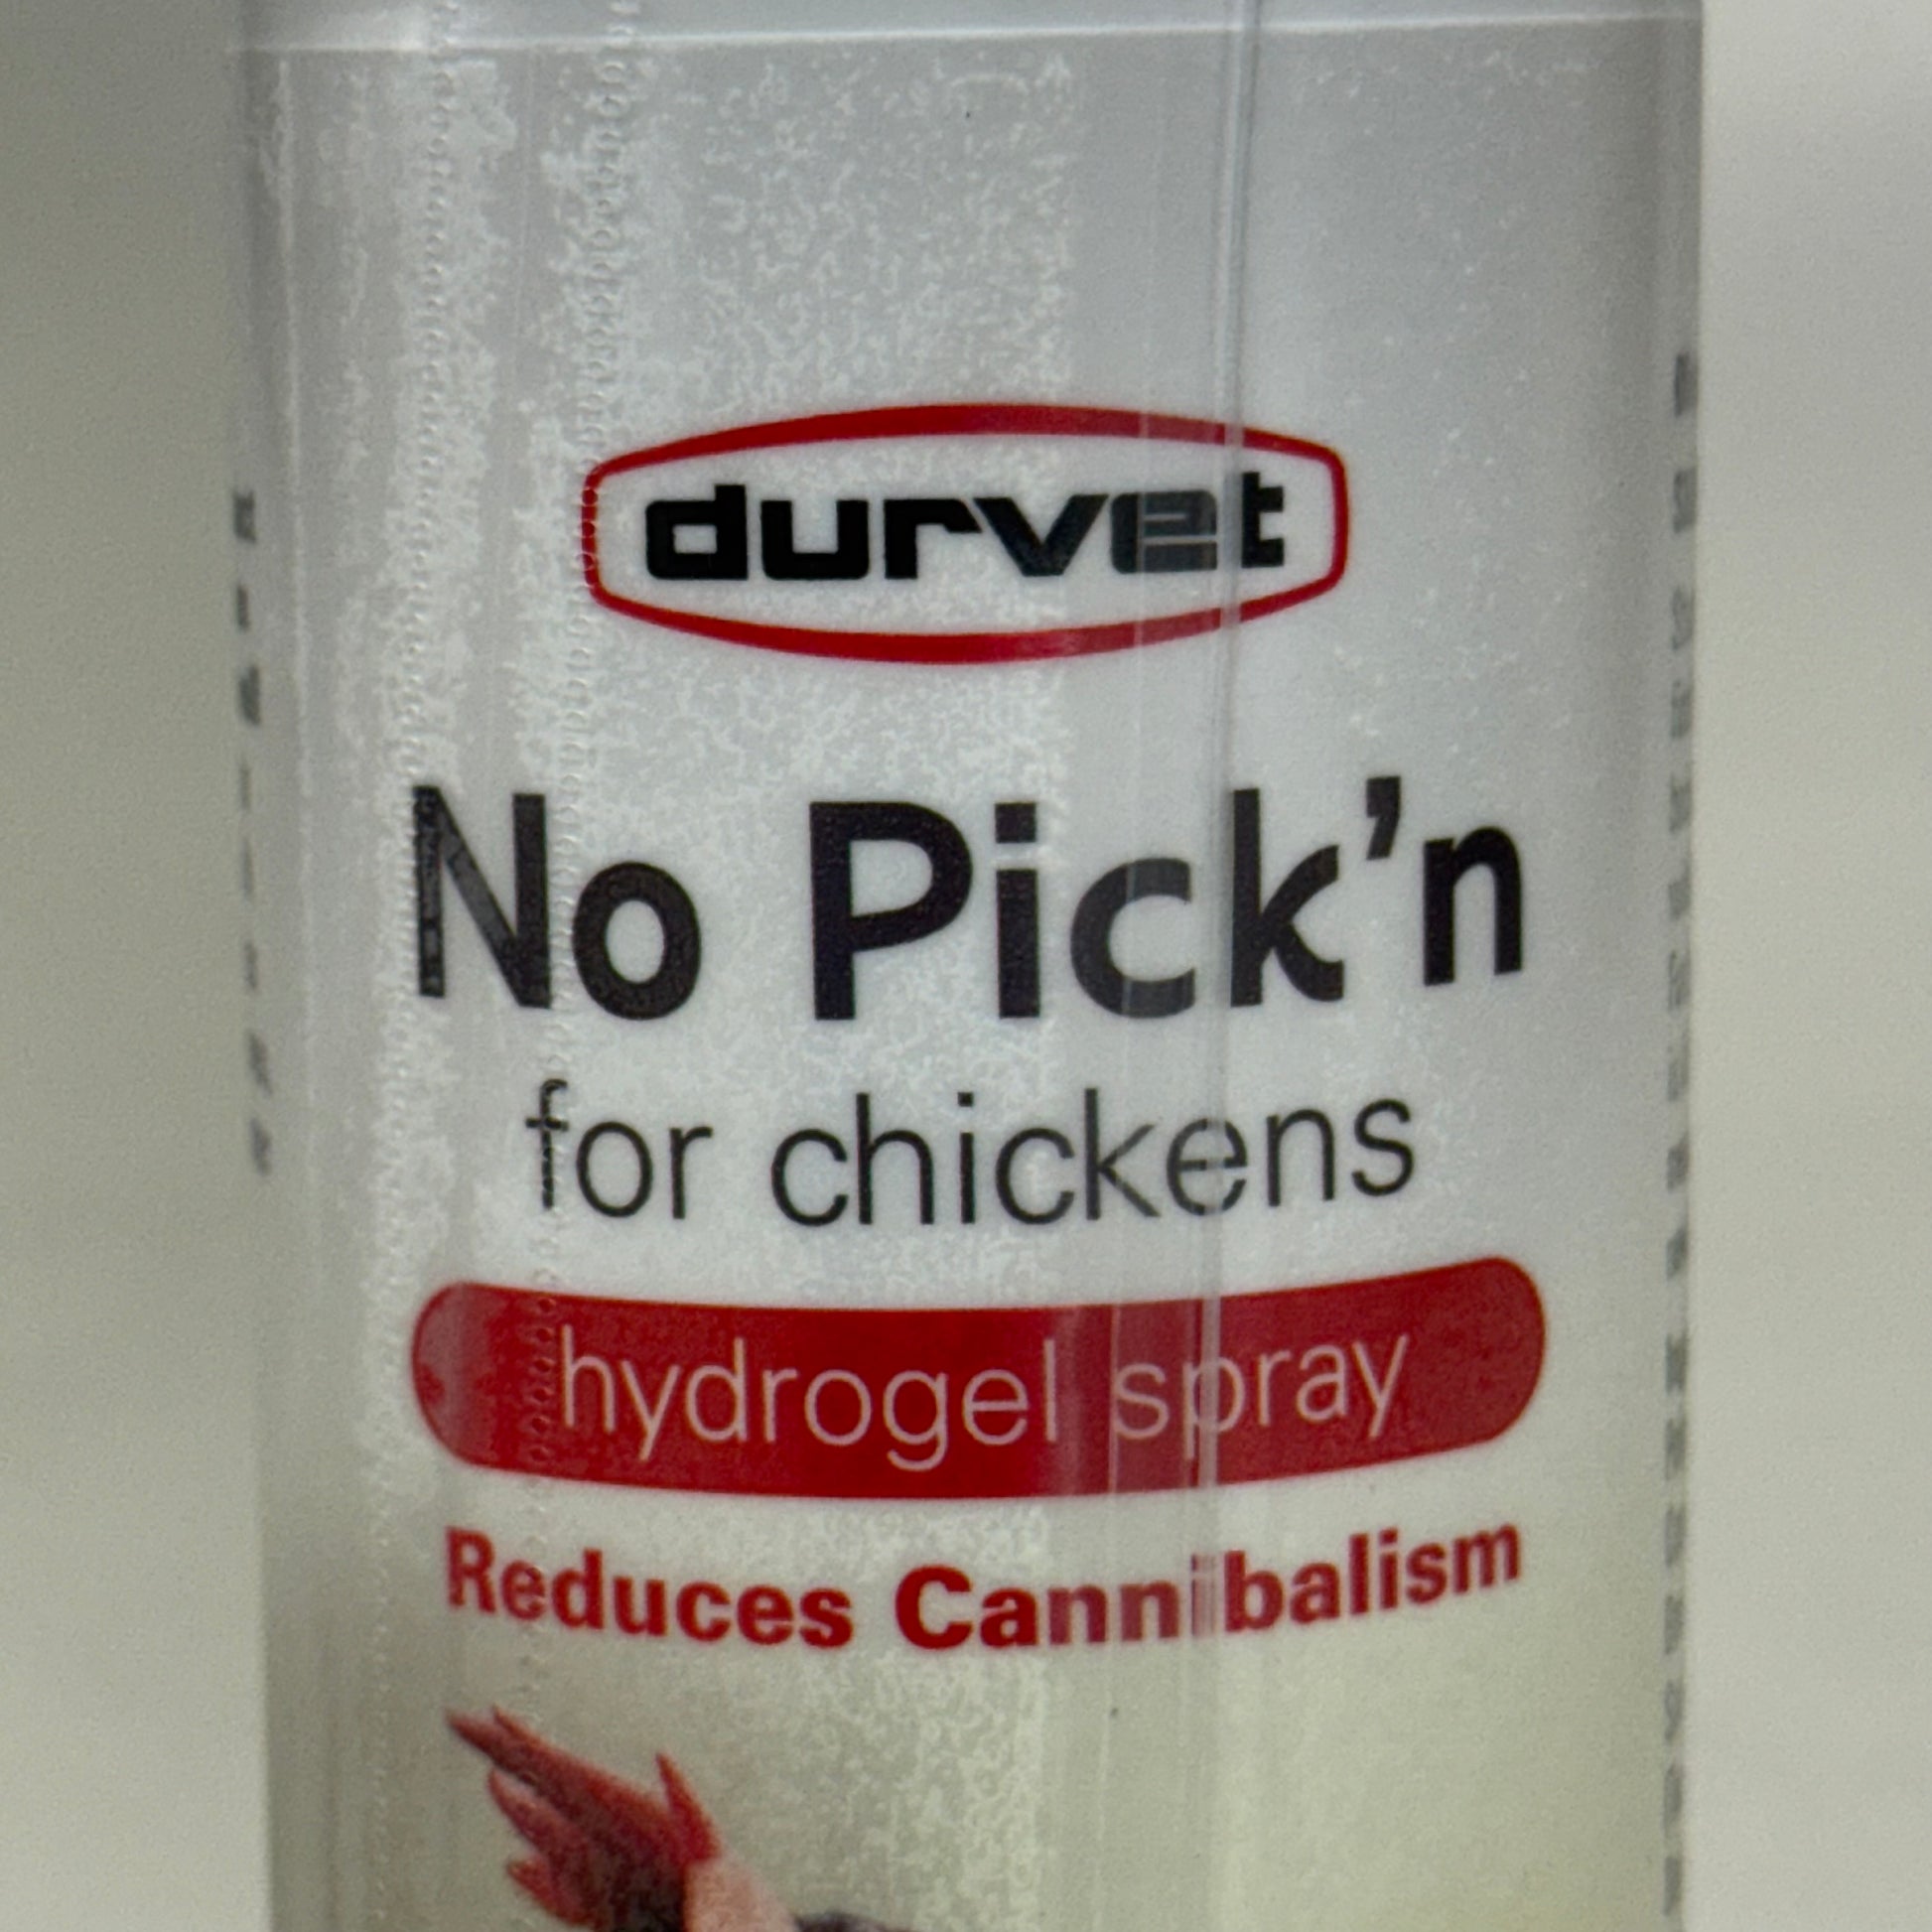 durvet
No Pick'n
for chickens
hydrogel spray
Reduces Cannibalism